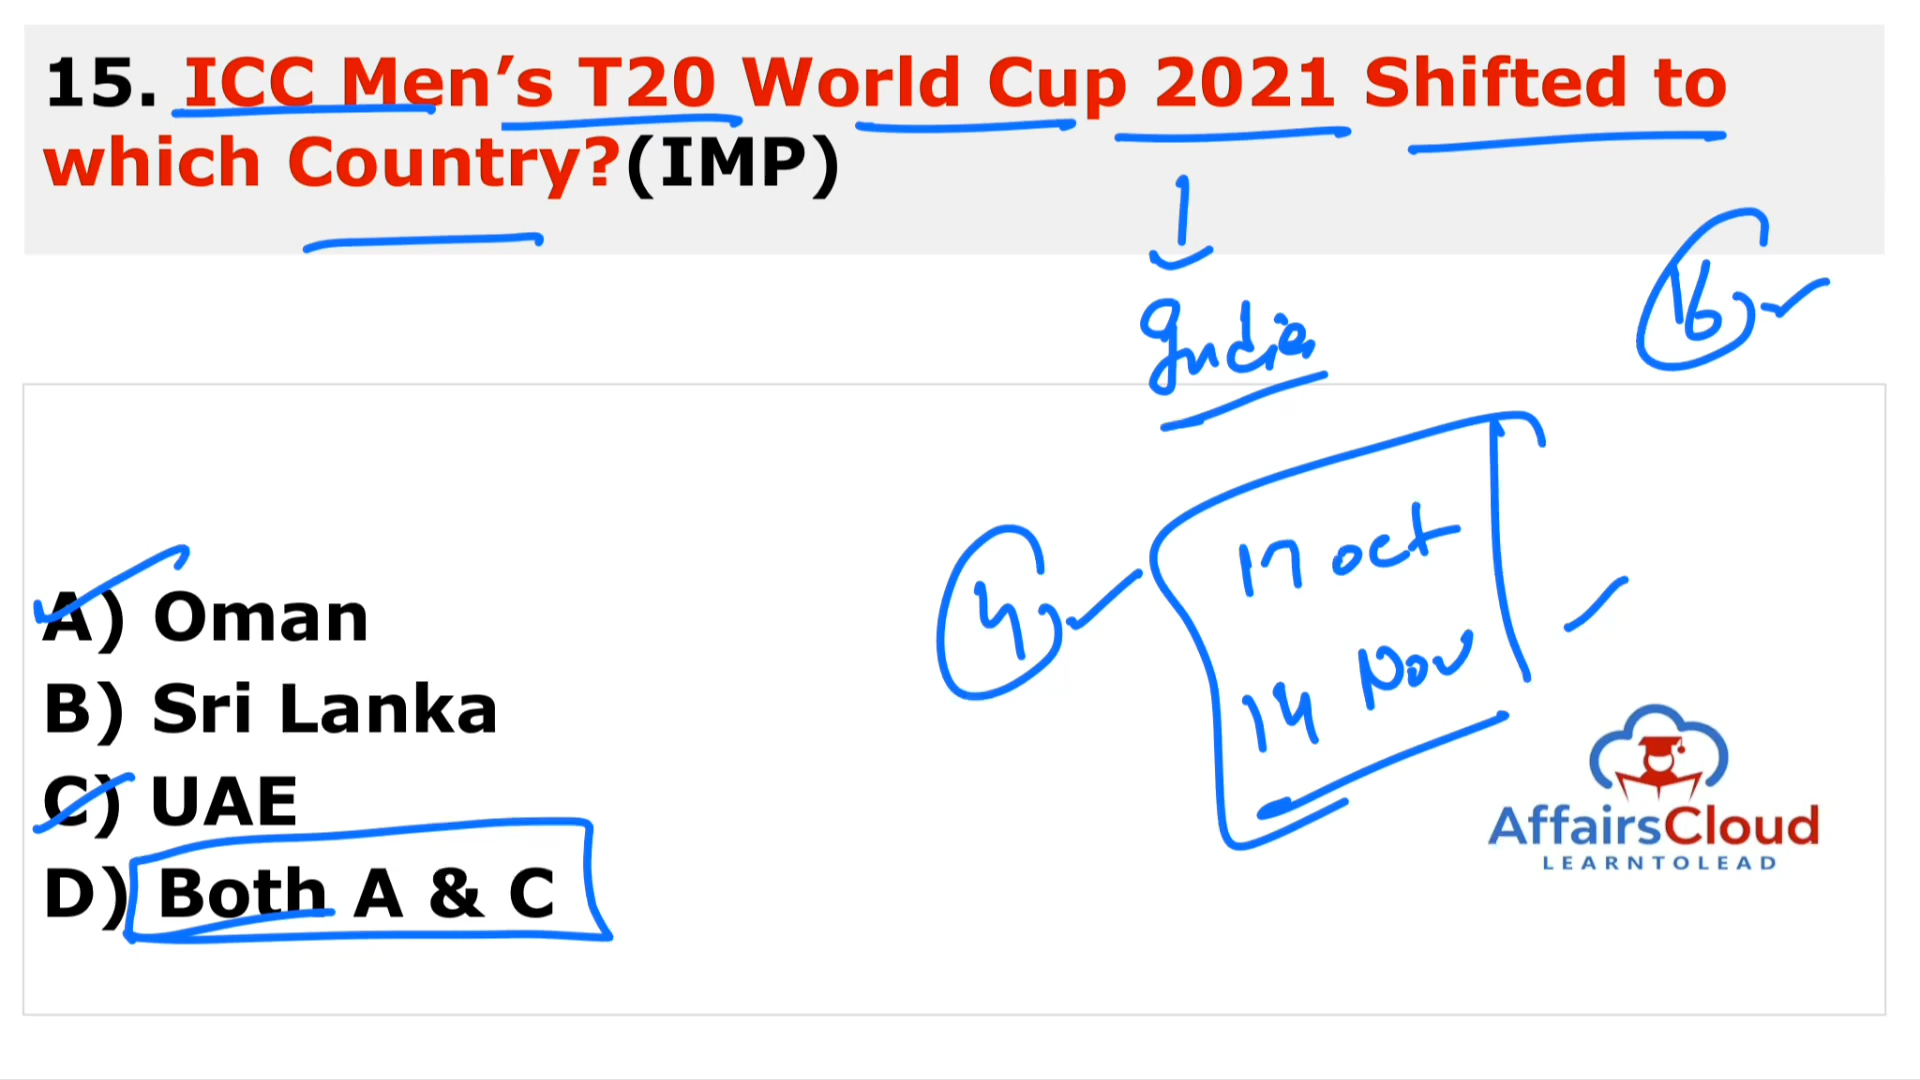 15. ICC Men’s T20 World Cup 2021 Shifted to
which Country?(IMP)
India
16
17 oct
14 Nov
4
A) Oman
B) Sri Lanka
C) UAE
D) Both A & C
AffairsCloud
LEARNTOLEAD